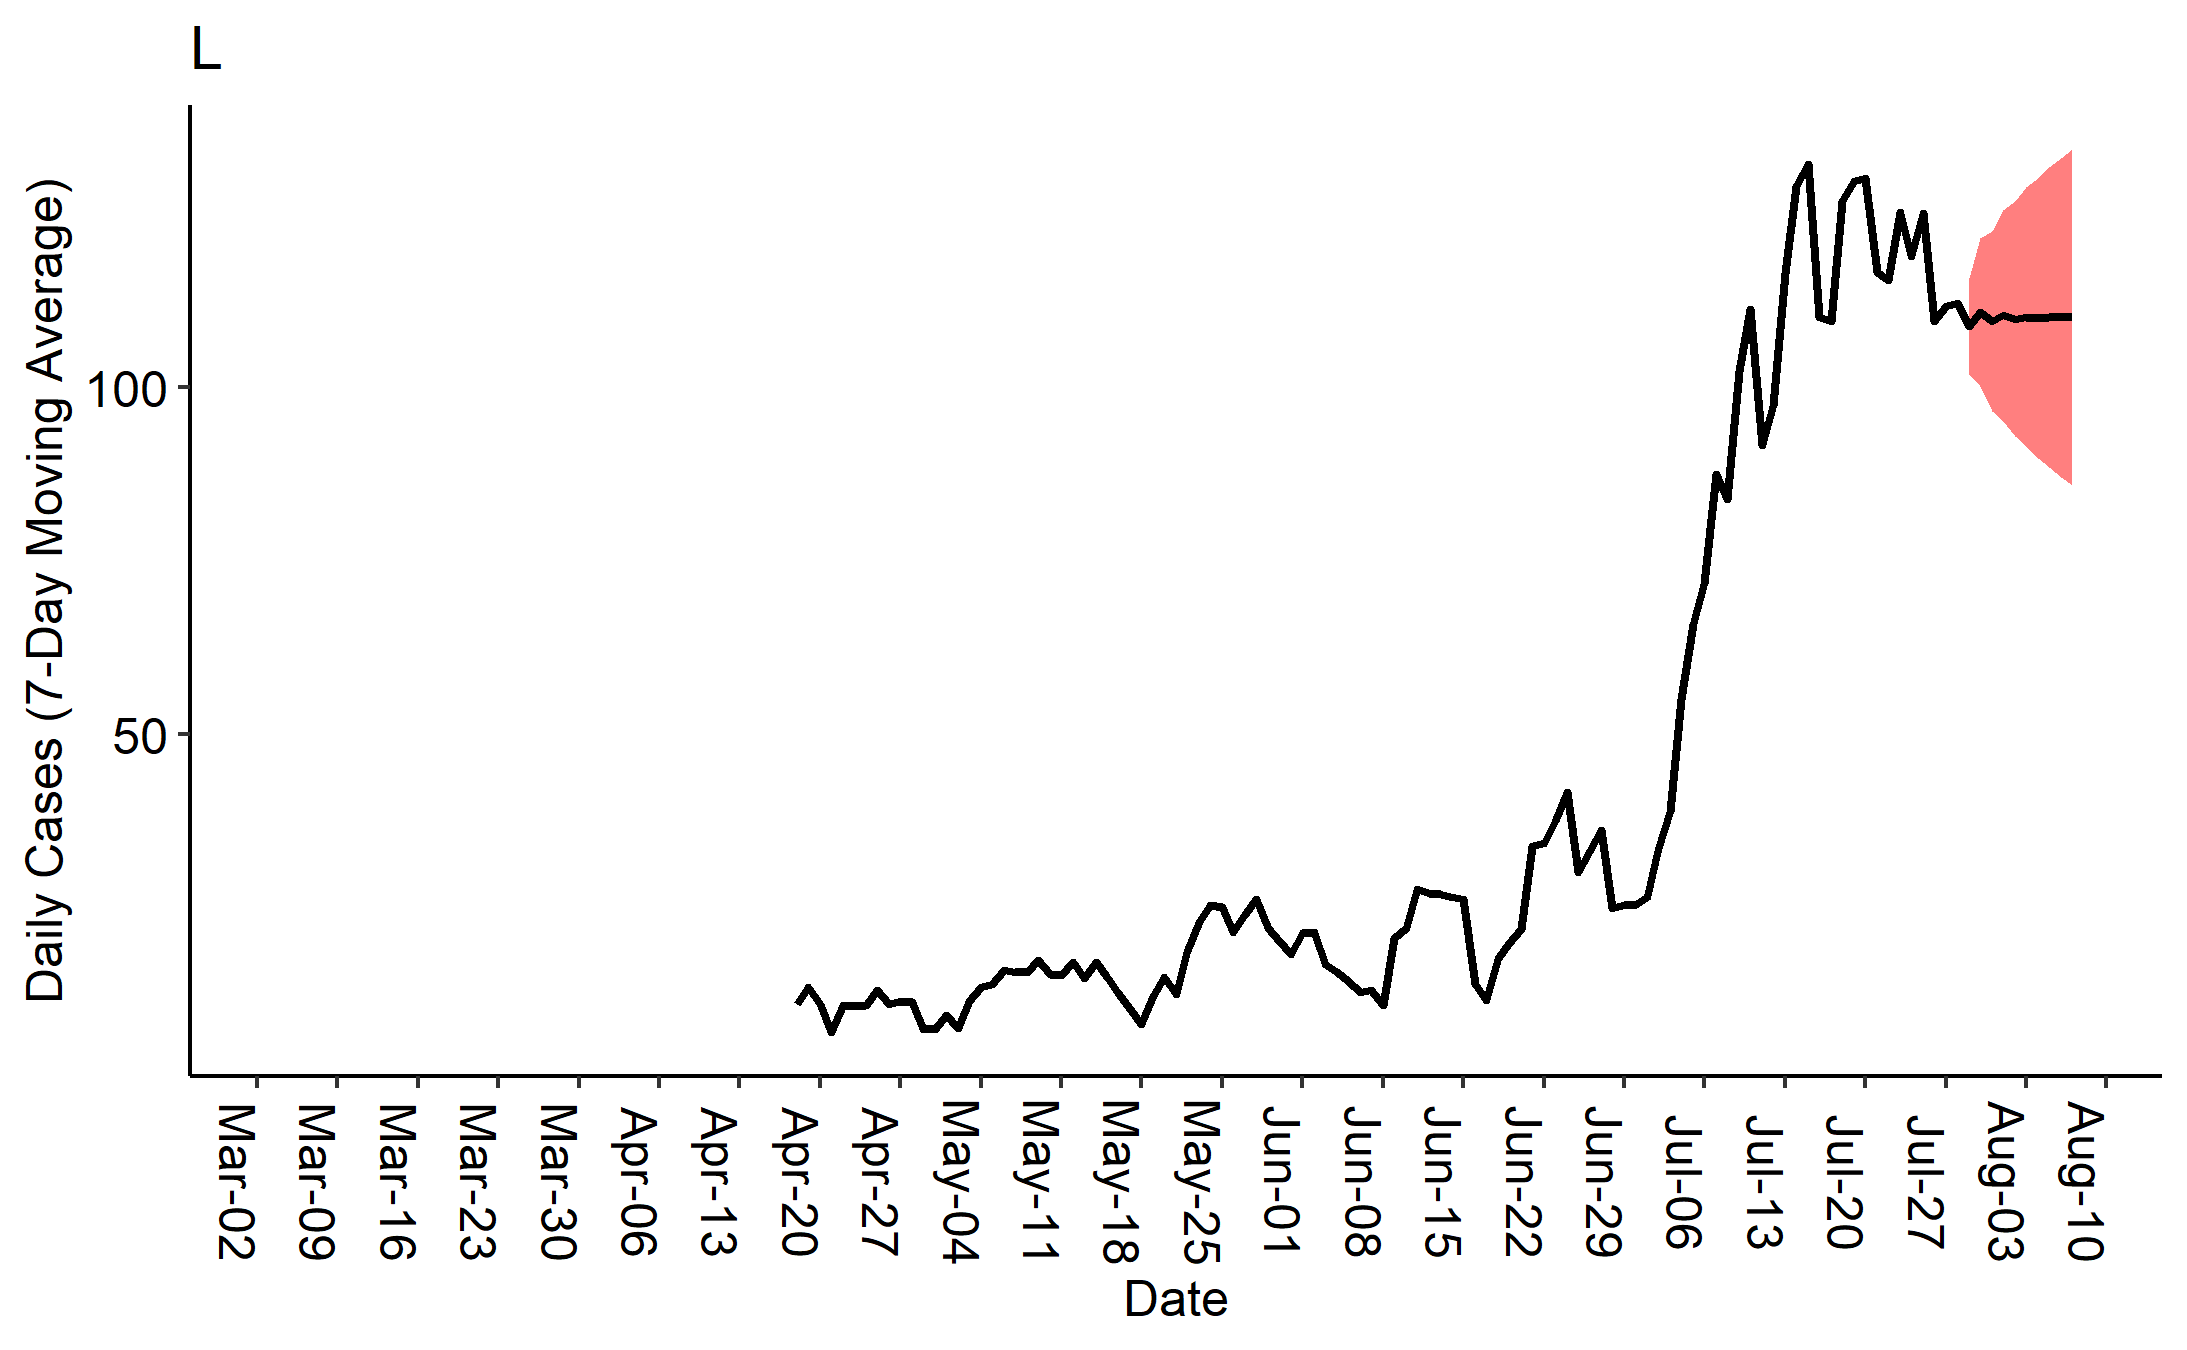 L
Daily Cases (7-Day Moving Average)
100
50
Mar-02
Mar-09
Mar-16
Mar-23
Mar-30
Apr-06
Apr-13
Apr-20
Apr-27
May-04
May-11
May-18
May-25
Jun-01
Jun-08
Jun-15
Jun-22
Jun-29
Jul-06
Jul-13
Jul-20
Jul-27
Aug-03
Aug-10
Date